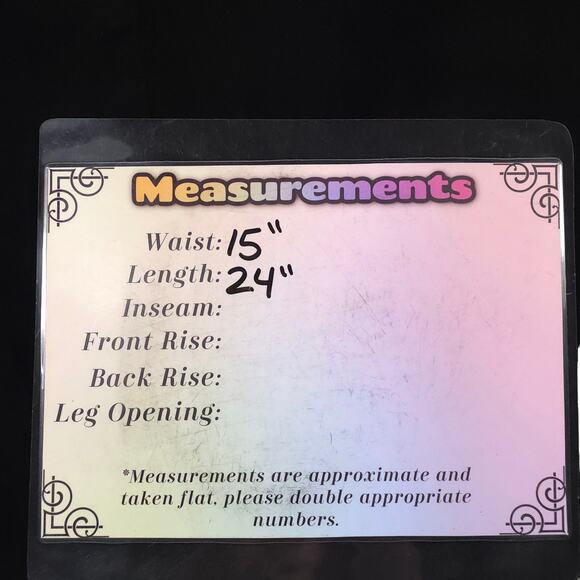 Measurements
Waist: 15"
Length: 24"
Inseam:
Front Rise:
Back Rise:
Leg Opening:
*Measurements are approximate and
taken flat, please double appropriate
numbers.